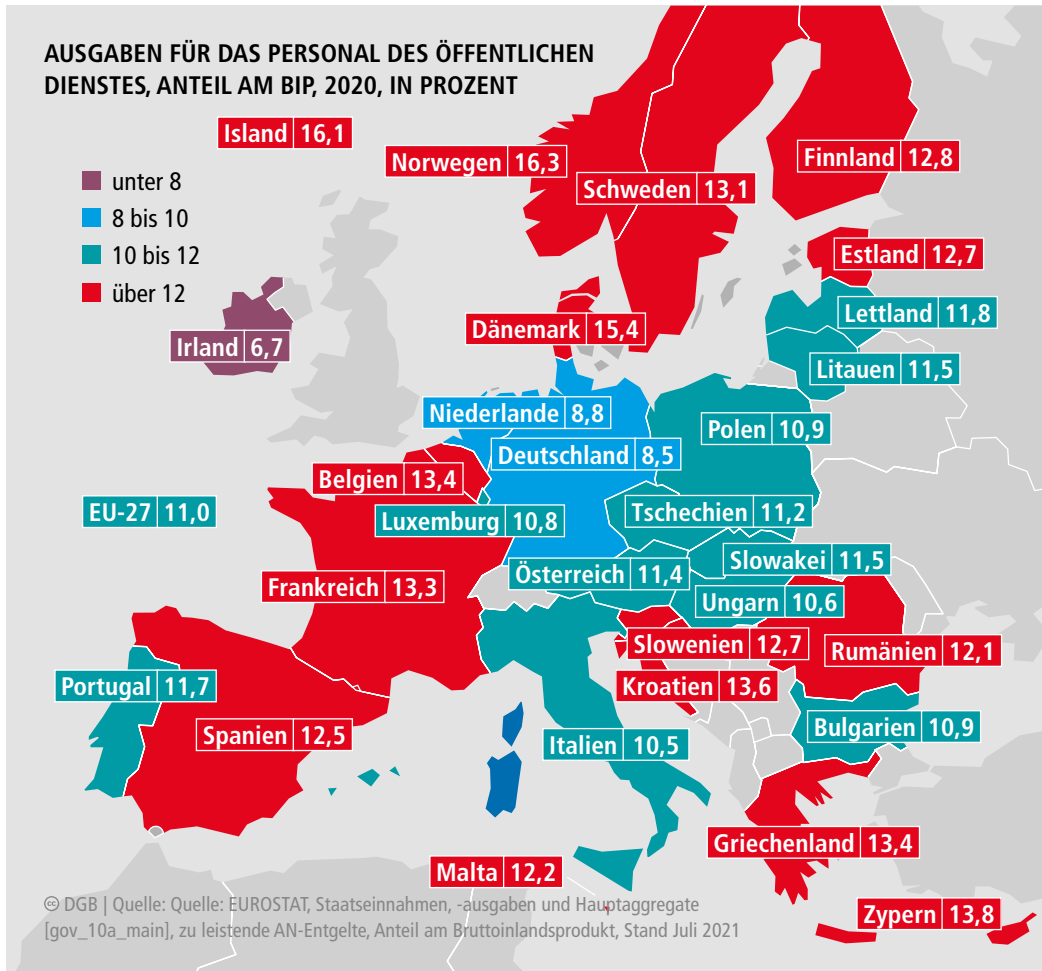 AUSGABEN FÜR DAS PERSONAL DES ÖFFENTLICHEN
DIENSTES, ANTEIL AM BIP, 2020, IN PROZENT
Island 16,1
Norwegen 16,3
Finnland 12,8
Schweden 13,1
unter 8
8 bis 10
10 bis 12
über 12
Estland 12,7
Lettland 11,8
Dänemark 15,4
Irland 6,7
Litauen 11,5
Niederlande 8,8
Polen 10,9
Deutschland 8,5
Belgien 13,4
EU-27 11,0
Luxemburg 10,8
Tschechien 11,2
Slowakei 11,5
Österreich 11,4
Frankreich 13,3
Ungarn 10,6
Slowenien 12,7
Rumänien 12,1
Portugal 11,7
Kroatien 13,6
Spanien 12,5
Italien 10,5
Bulgarien 10,9
Griechenland 13,4
Malta 12,2
Zypern 13,8
© DGB | Quelle: Quelle: EUROSTAT, Staatseinnahmen, -ausgaben und Hauptaggregate
[gov_10a_main], zu leistende AN-Entgelte, Anteil am Bruttoinlandsprodukt, Stand Juli 2021